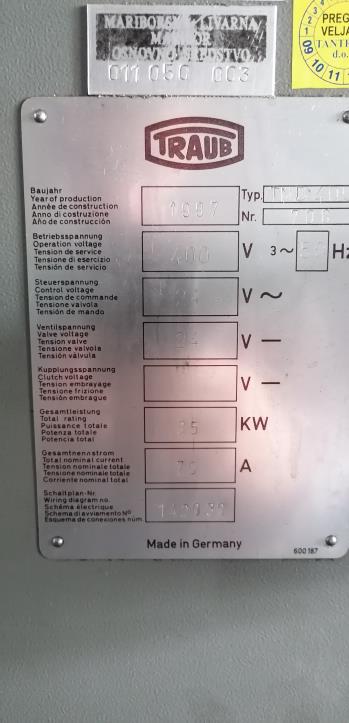 MARIBORSKA LIVARNA
MARIBOR
OSNOVNO SREDSTVO
011 050 003
PREG
VELJA
TANTE
d.o.
09 10 11
TRAUB
Baujahr
Year of production
Année de construction
Anno di costruzione
Año de construcción
1997
Typ.
Nr.
Betriebsspannung
Operation voltage
Tension de service
Tensione di esercizio
Tensión de servicio
400 V 3~ Hz
Steuerspannung
Control voltage
Tension de commande
Tensione valvola
Tensión de mando
V ~
Ventilspannung
Valve voltage
Tension valve
Tensione valvola
Tensión válvula
24 V —
Kupplungsspannung
Clutch voltage
Tension embrayage
Tensione frizione
Tensión embrague
V —
Gesamtleistung
Total rating
Puissance totale
Potenza totale
Potencia total
35 KW
Gesamtnennstrom
Total nominal current
Tension nominale totale
Tensione nominale totale
Corriente nominal total
A
Schaltplan-Nr.
Wiring diagram no.
Schéma électrique
Schema di avviamento Nº
Esquema de conexiones núm.
Made in Germany
600 187